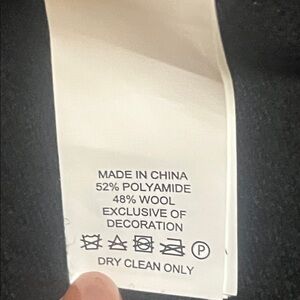 MADE IN CHINA
52% POLYAMIDE
48% WOOL
EXCLUSIVE OF
DECORATION
P
DRY CLEAN ONLY